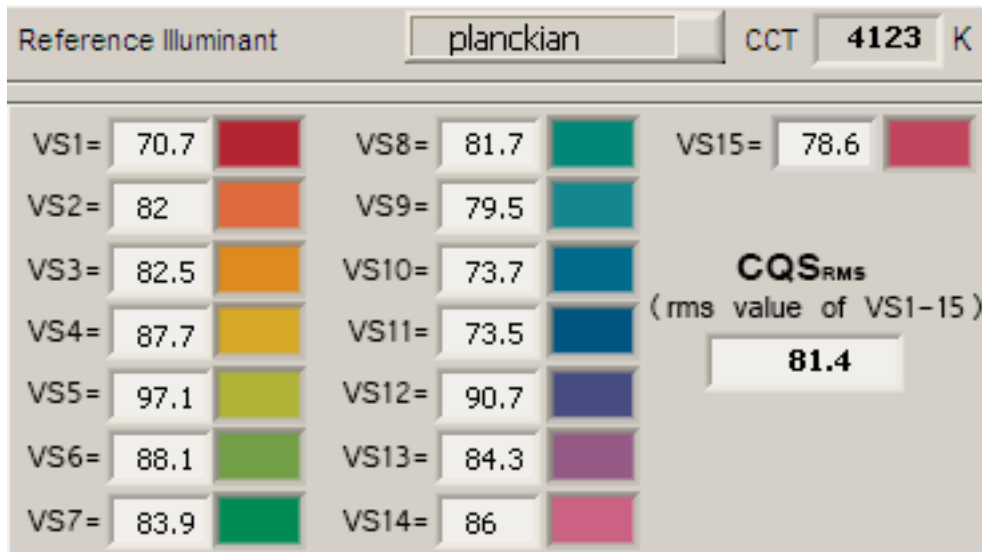 Reference Illuminant planckian CCT 4123 K
VS1= 70.7 VS8= 81.7 VS15= 78.6
VS2= 82 VS9= 79.5
VS3= 82.5 VS10= 73.7 CQSRMS
(rms value of VS1-15)
VS4= 87.7 VS11= 73.5
81.4
VS5= 97.1 VS12= 90.7
VS6= 88.1 VS13= 84.3
VS7= 83.9 VS14= 86